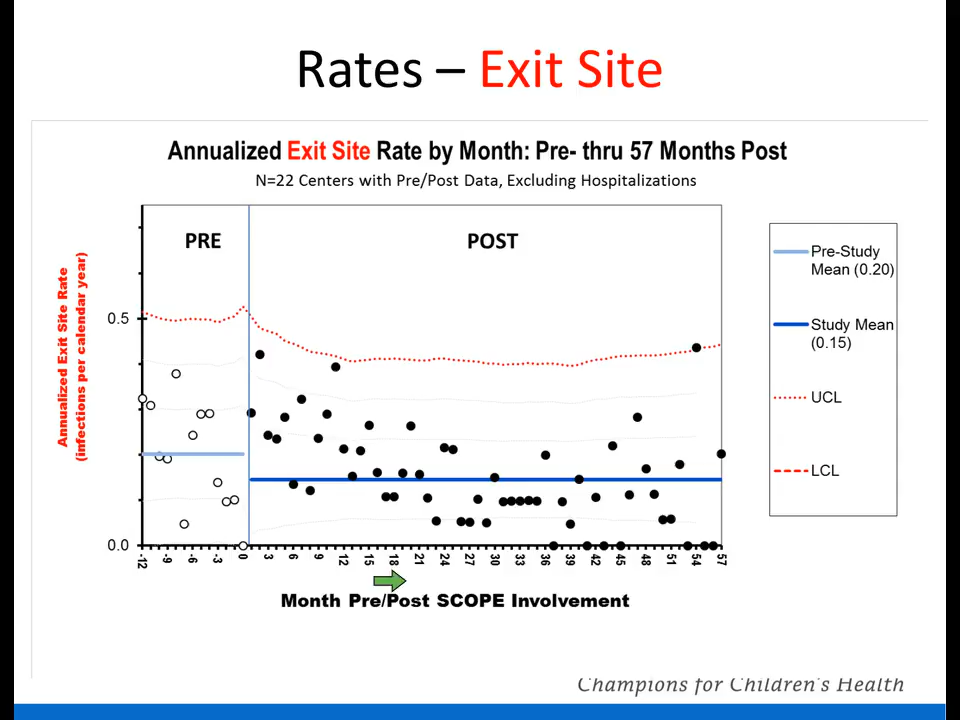 Rates – Exit Site
Annualized Exit Site Rate by Month: Pre- thru 57 Months Post
N=22 Centers with Pre/Post Data, Excluding Hospitalizations
PRE
POST
Annualized Exit Site Rate
(infections per calendar year)
0.5
0.0
-12 -9 -6 -3 0 3 6 9 12 15 18 21 24 27 30 33 36 39 42 45 48 51 54 57
Month Pre/Post SCOPE Involvement
Pre-Study
Mean (0.20)
Study Mean
(0.15)
UCL
LCL
Champions for Children's Health